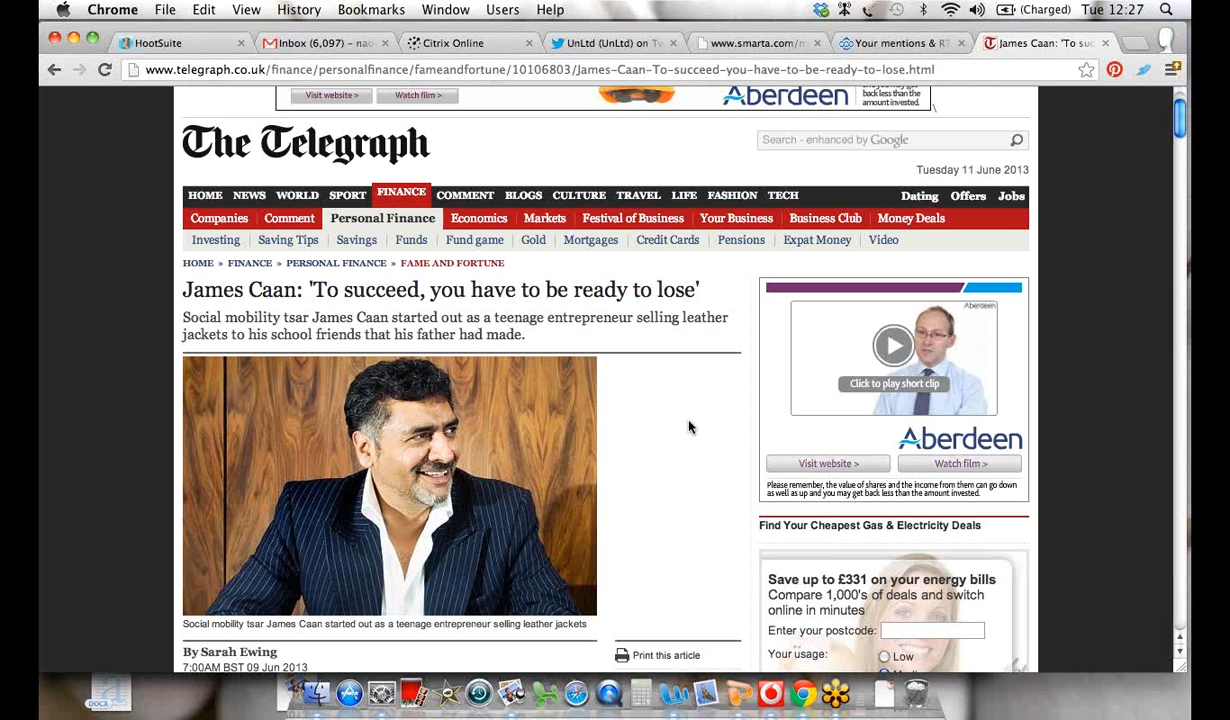 Chrome File Edit View History Bookmarks Window Users Help (Charged) Tue 12:27
HootSuite Inbox (6,097) – nao Citrix Online UnLtd (UnLtd) on Tw www.smarta.com/m Your mentions & RT James Caan: 'To suc
www.telegraph.co.uk/finance/personalfinance/fameandfortune/10106803/James-Caan-To-succeed-you-have-to-be-ready-to-lose.html
Visit website > Watch film > Aberdeen back less than the
amount invested.
The Telegraph
Search - enhanced by Google
Tuesday 11 June 2013
HOME NEWS WORLD SPORT FINANCE COMMENT BLOGS CULTURE TRAVEL LIFE FASHION TECH Dating Offers Jobs
Companies Comment Personal Finance Economics Markets Festival of Business Your Business Business Club Money Deals
Investing Saving Tips Savings Funds Fund game Gold Mortgages Credit Cards Pensions Expat Money Video
HOME » FINANCE » PERSONAL FINANCE » FAME AND FORTUNE
James Caan: 'To succeed, you have to be ready to lose'
Social mobility tsar James Caan started out as a teenage entrepreneur selling leather
jackets to his school friends that his father had made.
Social mobility tsar James Caan started out as a teenage entrepreneur selling leather jackets
By Sarah Ewing
7:00AM BST 09 Jun 2013
Print this article
Aberdeen
Click to play short clip
Aberdeen
Visit website > Watch film >
Please remember, the value of shares and the income from them can go down
as well as up and you may get back less than the amount invested.
Find Your Cheapest Gas & Electricity Deals
Save up to £331 on your energy bills
Compare 1,000's of deals and switch
online in minutes
Enter your postcode:
Your usage: Low
DOCX